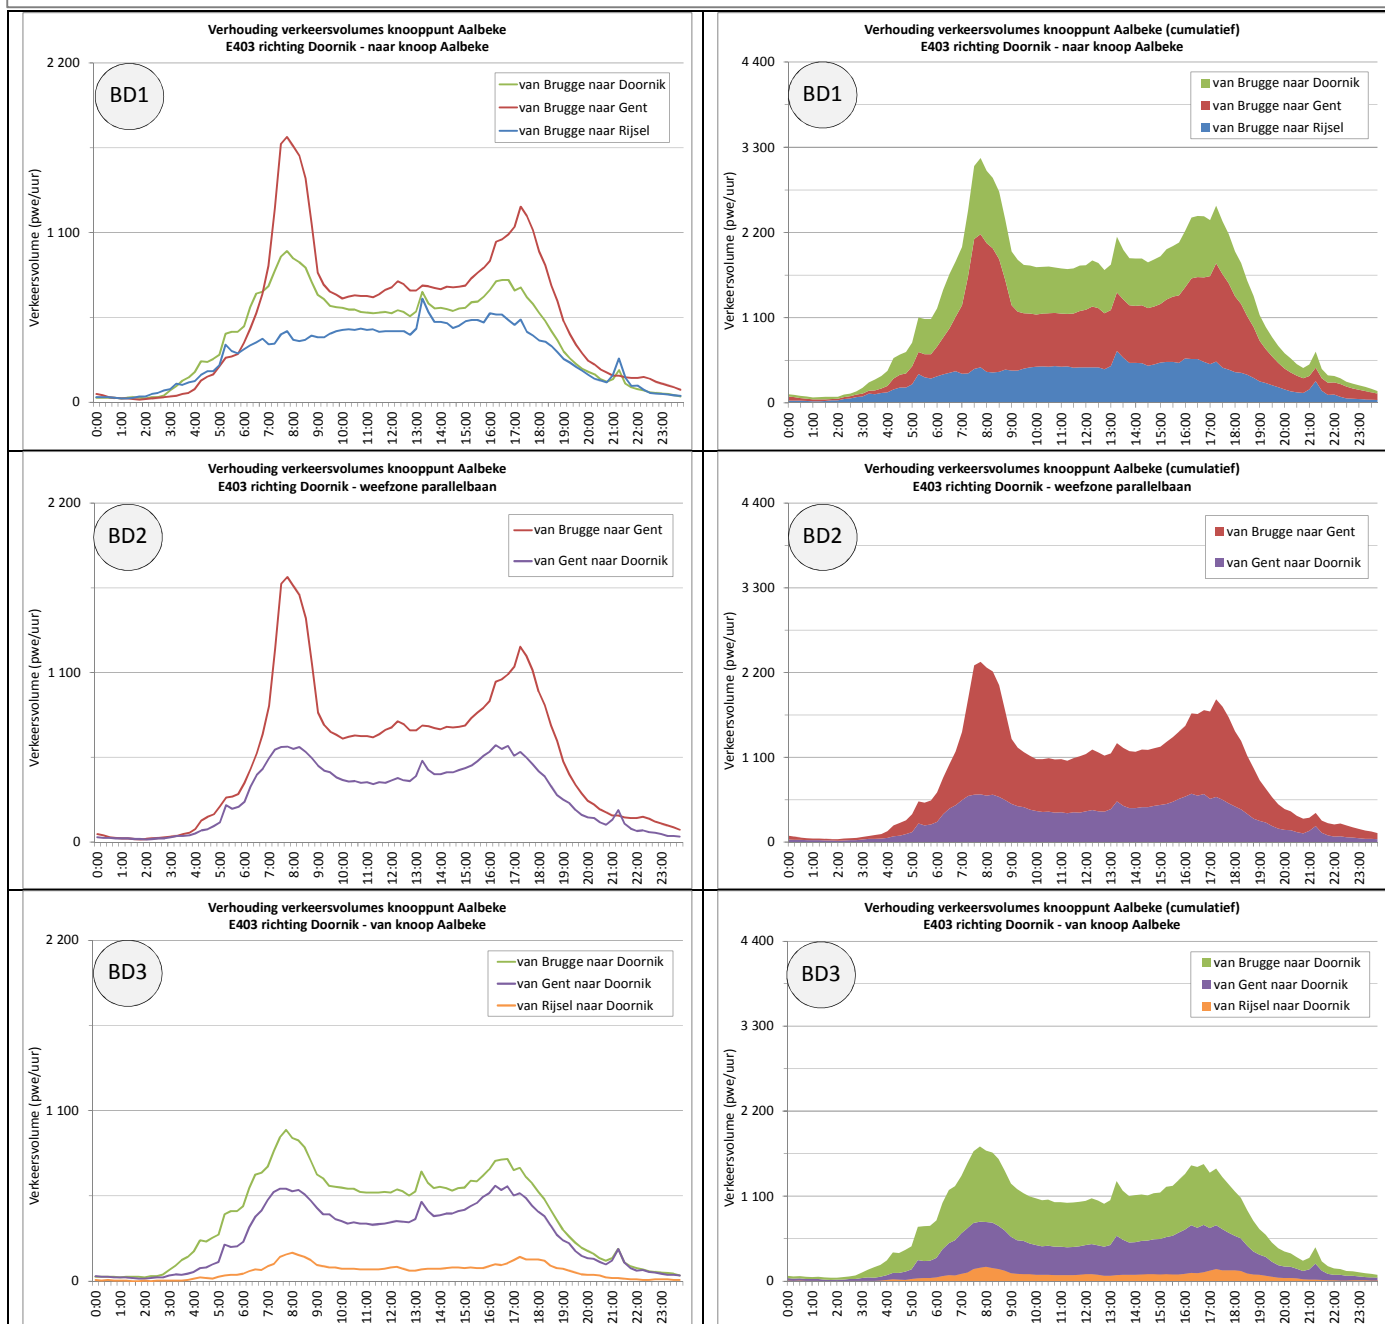 Verhouding verkeersvolumes knooppunt Aalbeke
E403 richting Doornik - naar knoop Aalbeke
2 200
1 100
0
Verkeersvolume (pwe/uur)
BD1
van Brugge naar Doornik
van Brugge naar Gent
van Brugge naar Rijsel
0:00 1:00 2:00 3:00 4:00 5:00 6:00 7:00 8:00 9:00 10:00 11:00 12:00 13:00 14:00 15:00 16:00 17:00 18:00 19:00 20:00 21:00 22:00 23:00
Verhouding verkeersvolumes knooppunt Aalbeke (cumulatief)
E403 richting Doornik - naar knoop Aalbeke
4 400
3 300
2 200
1 100
0
Verkeersvolume (pwe/uur)
BD1
van Brugge naar Doornik
van Brugge naar Gent
van Brugge naar Rijsel
0:00 1:00 2:00 3:00 4:00 5:00 6:00 7:00 8:00 9:00 10:00 11:00 12:00 13:00 14:00 15:00 16:00 17:00 18:00 19:00 20:00 21:00 22:00 23:00
Verhouding verkeersvolumes knooppunt Aalbeke
E403 richting Doornik - weefzone parallelbaan
2 200
1 100
0
Verkeersvolume (pwe/uur)
BD2
van Brugge naar Gent
van Gent naar Doornik
0:00 1:00 2:00 3:00 4:00 5:00 6:00 7:00 8:00 9:00 10:00 11:00 12:00 13:00 14:00 15:00 16:00 17:00 18:00 19:00 20:00 21:00 22:00 23:00
Verhouding verkeersvolumes knooppunt Aalbeke (cumulatief)
E403 richting Doornik - weefzone parallelbaan
4 400
3 300
2 200
1 100
0
Verkeersvolume (pwe/uur)
BD2
van Brugge naar Gent
van Gent naar Doornik
0:00 1:00 2:00 3:00 4:00 5:00 6:00 7:00 8:00 9:00 10:00 11:00 12:00 13:00 14:00 15:00 16:00 17:00 18:00 19:00 20:00 21:00 22:00 23:00
Verhouding verkeersvolumes knooppunt Aalbeke
E403 richting Doornik - van knoop Aalbeke
2 200
1 100
0
Verkeersvolume (pwe/uur)
BD3
van Brugge naar Doornik
van Gent naar Doornik
van Rijsel naar Doornik
0:00 1:00 2:00 3:00 4:00 5:00 6:00 7:00 8:00 9:00 10:00 11:00 12:00 13:00 14:00 15:00 16:00 17:00 18:00 19:00 20:00 21:00 22:00 23:00
Verhouding verkeersvolumes knooppunt Aalbeke (cumulatief)
E403 richting Doornik - van knoop Aalbeke
4 400
3 300
2 200
1 100
0
Verkeersvolume (pwe/uur)
BD3
van Brugge naar Doornik
van Gent naar Doornik
van Rijsel naar Doornik
0:00 1:00 2:00 3:00 4:00 5:00 6:00 7:00 8:00 9:00 10:00 11:00 12:00 13:00 14:00 15:00 16:00 17:00 18:00 19:00 20:00 21:00 22:00 23:00